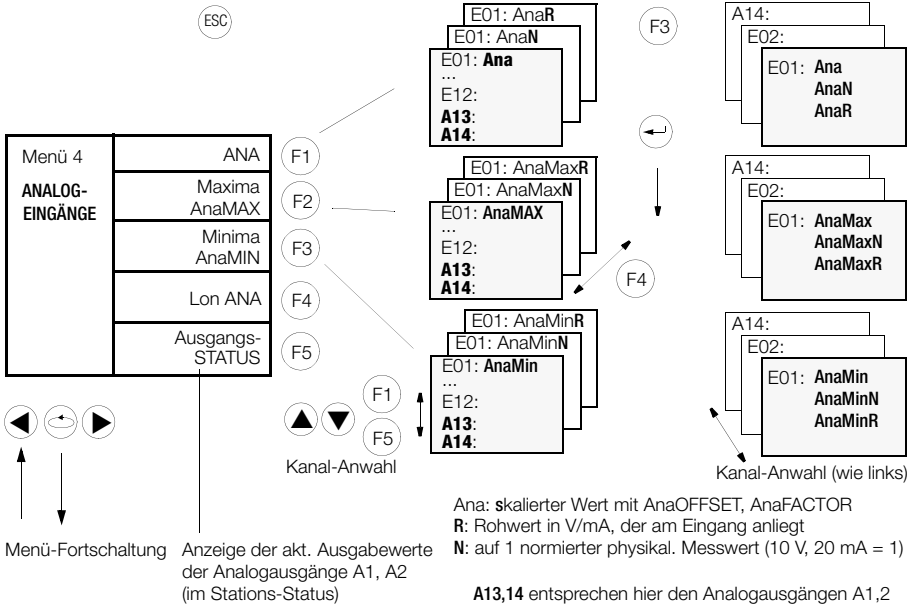 ESC
E01: AnaR
E01: AnaN
E01: Ana
...
E12:
A13:
A14:
F3
A14:
E02:
E01: Ana
AnaN
AnaR
Menü 4
ANALOG-
EINGÄNGE
ANA
F1
Maxima
AnaMAX
F2
Minima
AnaMIN
F3
Lon ANA
F4
Ausgangs-
STATUS
F5
E01: AnaMaxR
E01: AnaMaxN
E01: AnaMAX
...
E12:
A13:
A14:
F4
A14:
E02:
E01: AnaMax
AnaMaxN
AnaMaxR
E01: AnaMinR
E01: AnaMinN
E01: AnaMin
...
E12:
A13:
A14:
F1
F5
Kanal-Anwahl
A14:
E02:
E01: AnaMin
AnaMinN
AnaMinR
Kanal-Anwahl (wie links)
Menü-Fortschaltung
Anzeige der akt. Ausgabewerte
der Analogausgänge A1, A2
(im Stations-Status)
Ana: skalierter Wert mit AnaOFFSET, AnaFACTOR
R: Rohwert in V/mA, der am Eingang anliegt
N: auf 1 normierter physikal. Messwert (10 V, 20 mA = 1)
A13,14 entsprechen hier den Analogausgängen A1,2